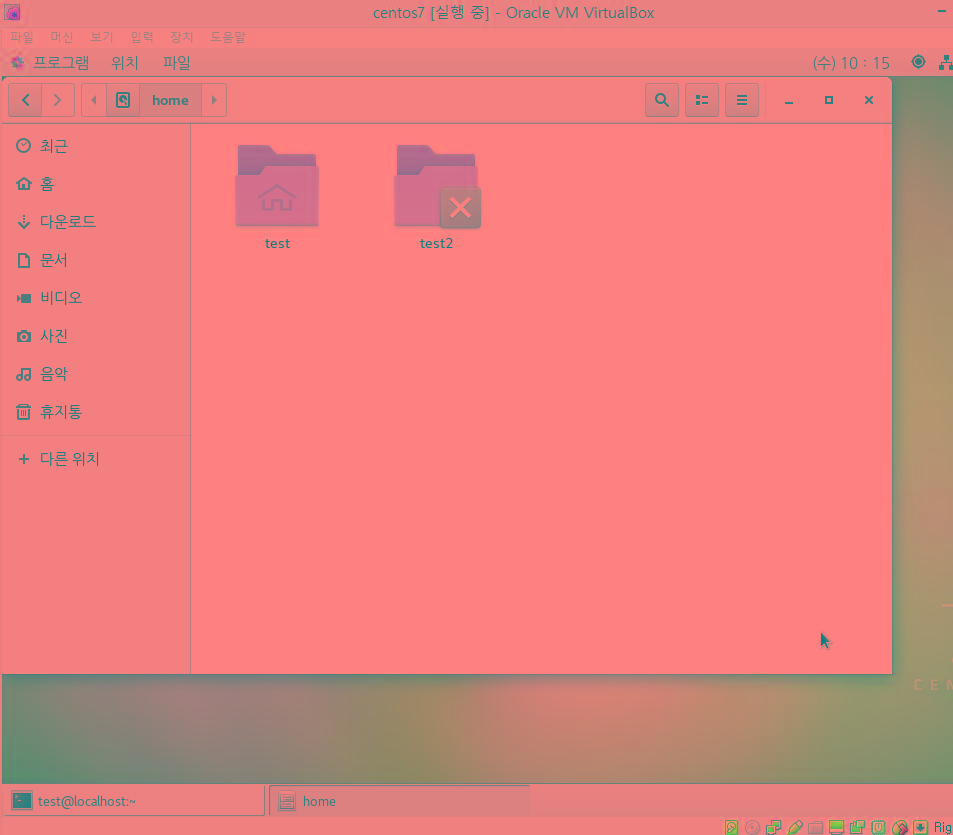 centos7 [실행 중] - Oracle VM VirtualBox
파일 머신 보기 입력 장치 도움말
프로그램 위치 파일 (수) 10 : 15
home
최근
홈
다운로드
문서
비디오
사진
음악
휴지통
다른 위치
test test2
CEN
test@localhost:~ home
Rig